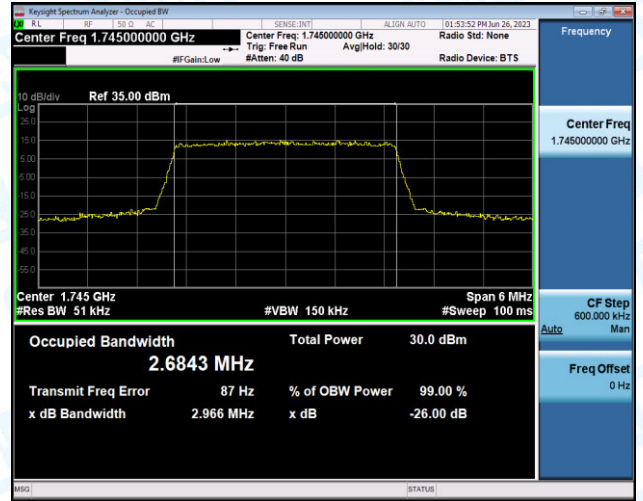 Keysight Spectrum Analyzer - Occupied BW
RL RF 50 Ω AC SENSE:INT ALIGN AUTO 01:53:52 PM Jun 26, 2023
Center Freq 1.745000000 GHz
Center Freq: 1.745000000 GHz
Radio Std: None
Trig: Free Run Avg|Hold: 30/30
#IFGain:Low #Atten: 40 dB Radio Device: BTS
Frequency
10 dB/div Ref 35.00 dBm
Log
25.0
15.0
5.00
-5.00
-15.0
-25.0
-35.0
-45.0
-55.0
Center 1.745 GHz Span 6 MHz
#Res BW 51 kHz #VBW 150 kHz #Sweep 100 ms
Occupied Bandwidth
2.6843 MHz
Total Power 30.0 dBm
Transmit Freq Error 87 Hz % of OBW Power 99.00 %
x dB Bandwidth 2.966 MHz x dB -26.00 dB
Center Freq
1.745000000 GHz
CF Step
600.000 kHz
Auto Man
Freq Offset
0 Hz
MSG STATUS